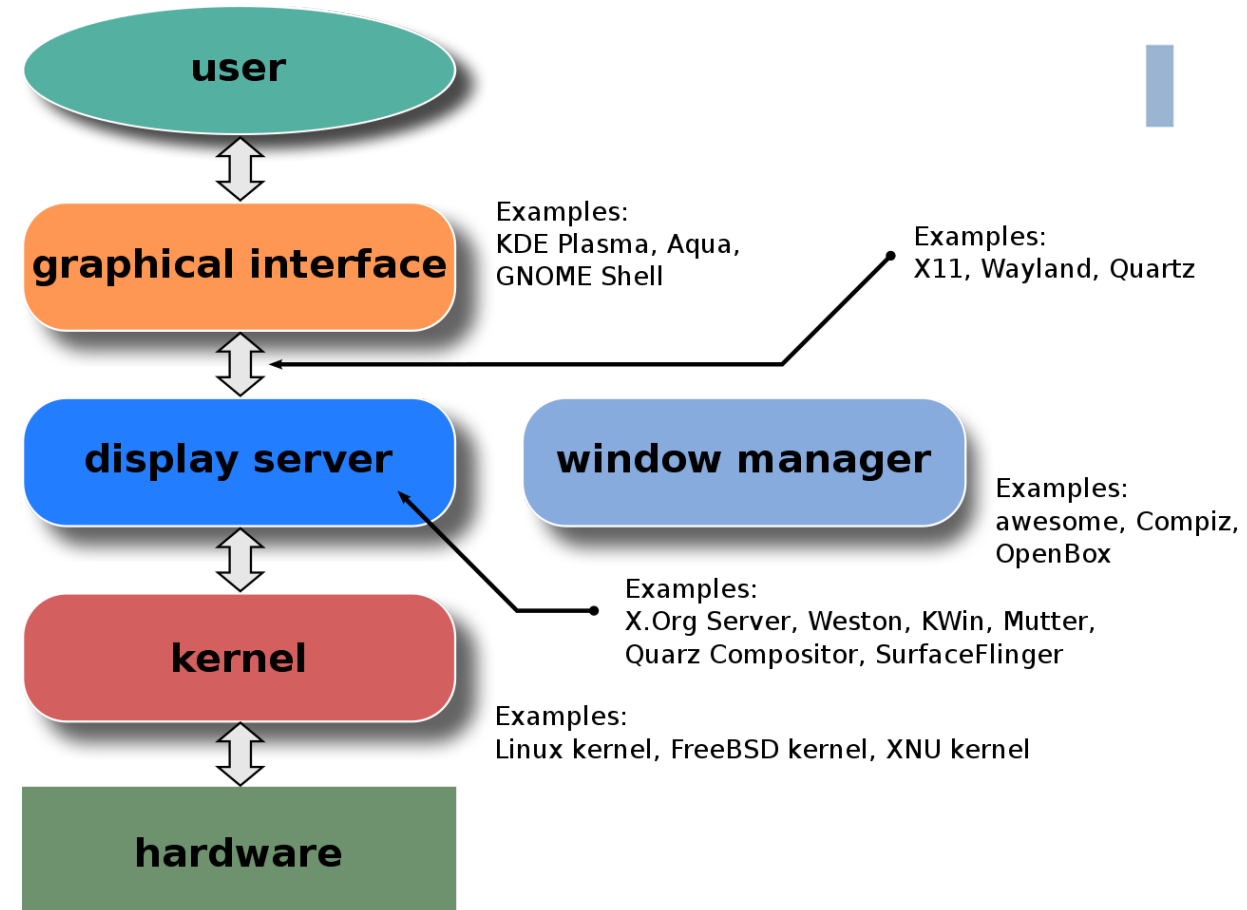 user
graphical interface
Examples:
KDE Plasma, Aqua,
GNOME Shell
Examples:
X11, Wayland, Quartz
display server
window manager
Examples:
awesome, Compiz,
OpenBox
Examples:
X.Org Server, Weston, KWin, Mutter,
Quarz Compositor, SurfaceFlinger
kernel
Examples:
Linux kernel, FreeBSD kernel, XNU kernel
hardware